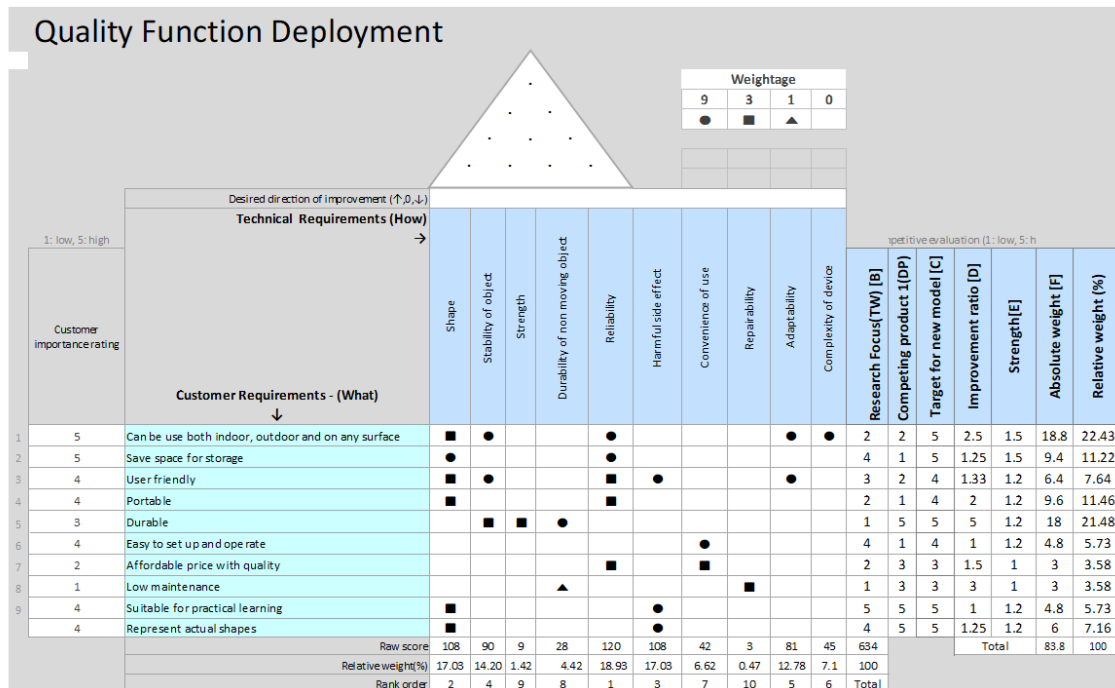 Quality Function Deployment
Weightage
9 3 1 0
● ■ ▲
Desired direction of improvement (↑,0,↓)
Technical Requirements (How)
→
1: low, 5: high
petitive evaluation (1: low, 5: h
Customer importance rating
Customer Requirements - (What)
↓
Shape
Stability of object
Strength
Durability of non moving object
Reliability
Harmful side effect
Convenience of use
Repairability
Adaptability
Complexity of device
Research Focus(TW) [B]
Competing product 1(DP)
Target for new model [C]
Improvement ratio [D]
Strength[E]
Absolute weight [F]
Relative weight (%)
1 5 Can be use both indoor, outdoor and on any surface ■ ● ● ● ● 2 2 5 2.5 1.5 18.8 22.43
2 5 Save space for storage ● ● 4 1 5 1.25 1.5 9.4 11.22
3 4 User friendly ■ ● ■ ● ● 3 2 4 1.33 1.2 6.4 7.64
4 4 Portable ■ ■ 2 1 4 2 1.2 9.6 11.46
5 3 Durable ■ ■ ● 1 5 5 5 1.2 18 21.48
6 4 Easy to set up and operate ● 4 1 4 1 1.2 4.8 5.73
7 2 Affordable price with quality ■ ■ 2 3 3 1.5 1 3 3.58
8 1 Low maintenance ▲ ■ 1 3 3 3 1 3 3.58
9 4 Suitable for practical learning ■ ● 5 5 5 1 1.2 4.8 5.73
4 Represent actual shapes ■ ● 4 5 5 1.25 1.2 6 7.16
Raw score 108 90 9 28 120 108 42 3 81 45 634 Total 83.8 100
Relative weight(%) 17.03 14.20 1.42 4.42 18.93 17.03 6.62 0.47 12.78 7.1 100
Rank order 2 4 9 8 1 3 7 10 5 6 Total